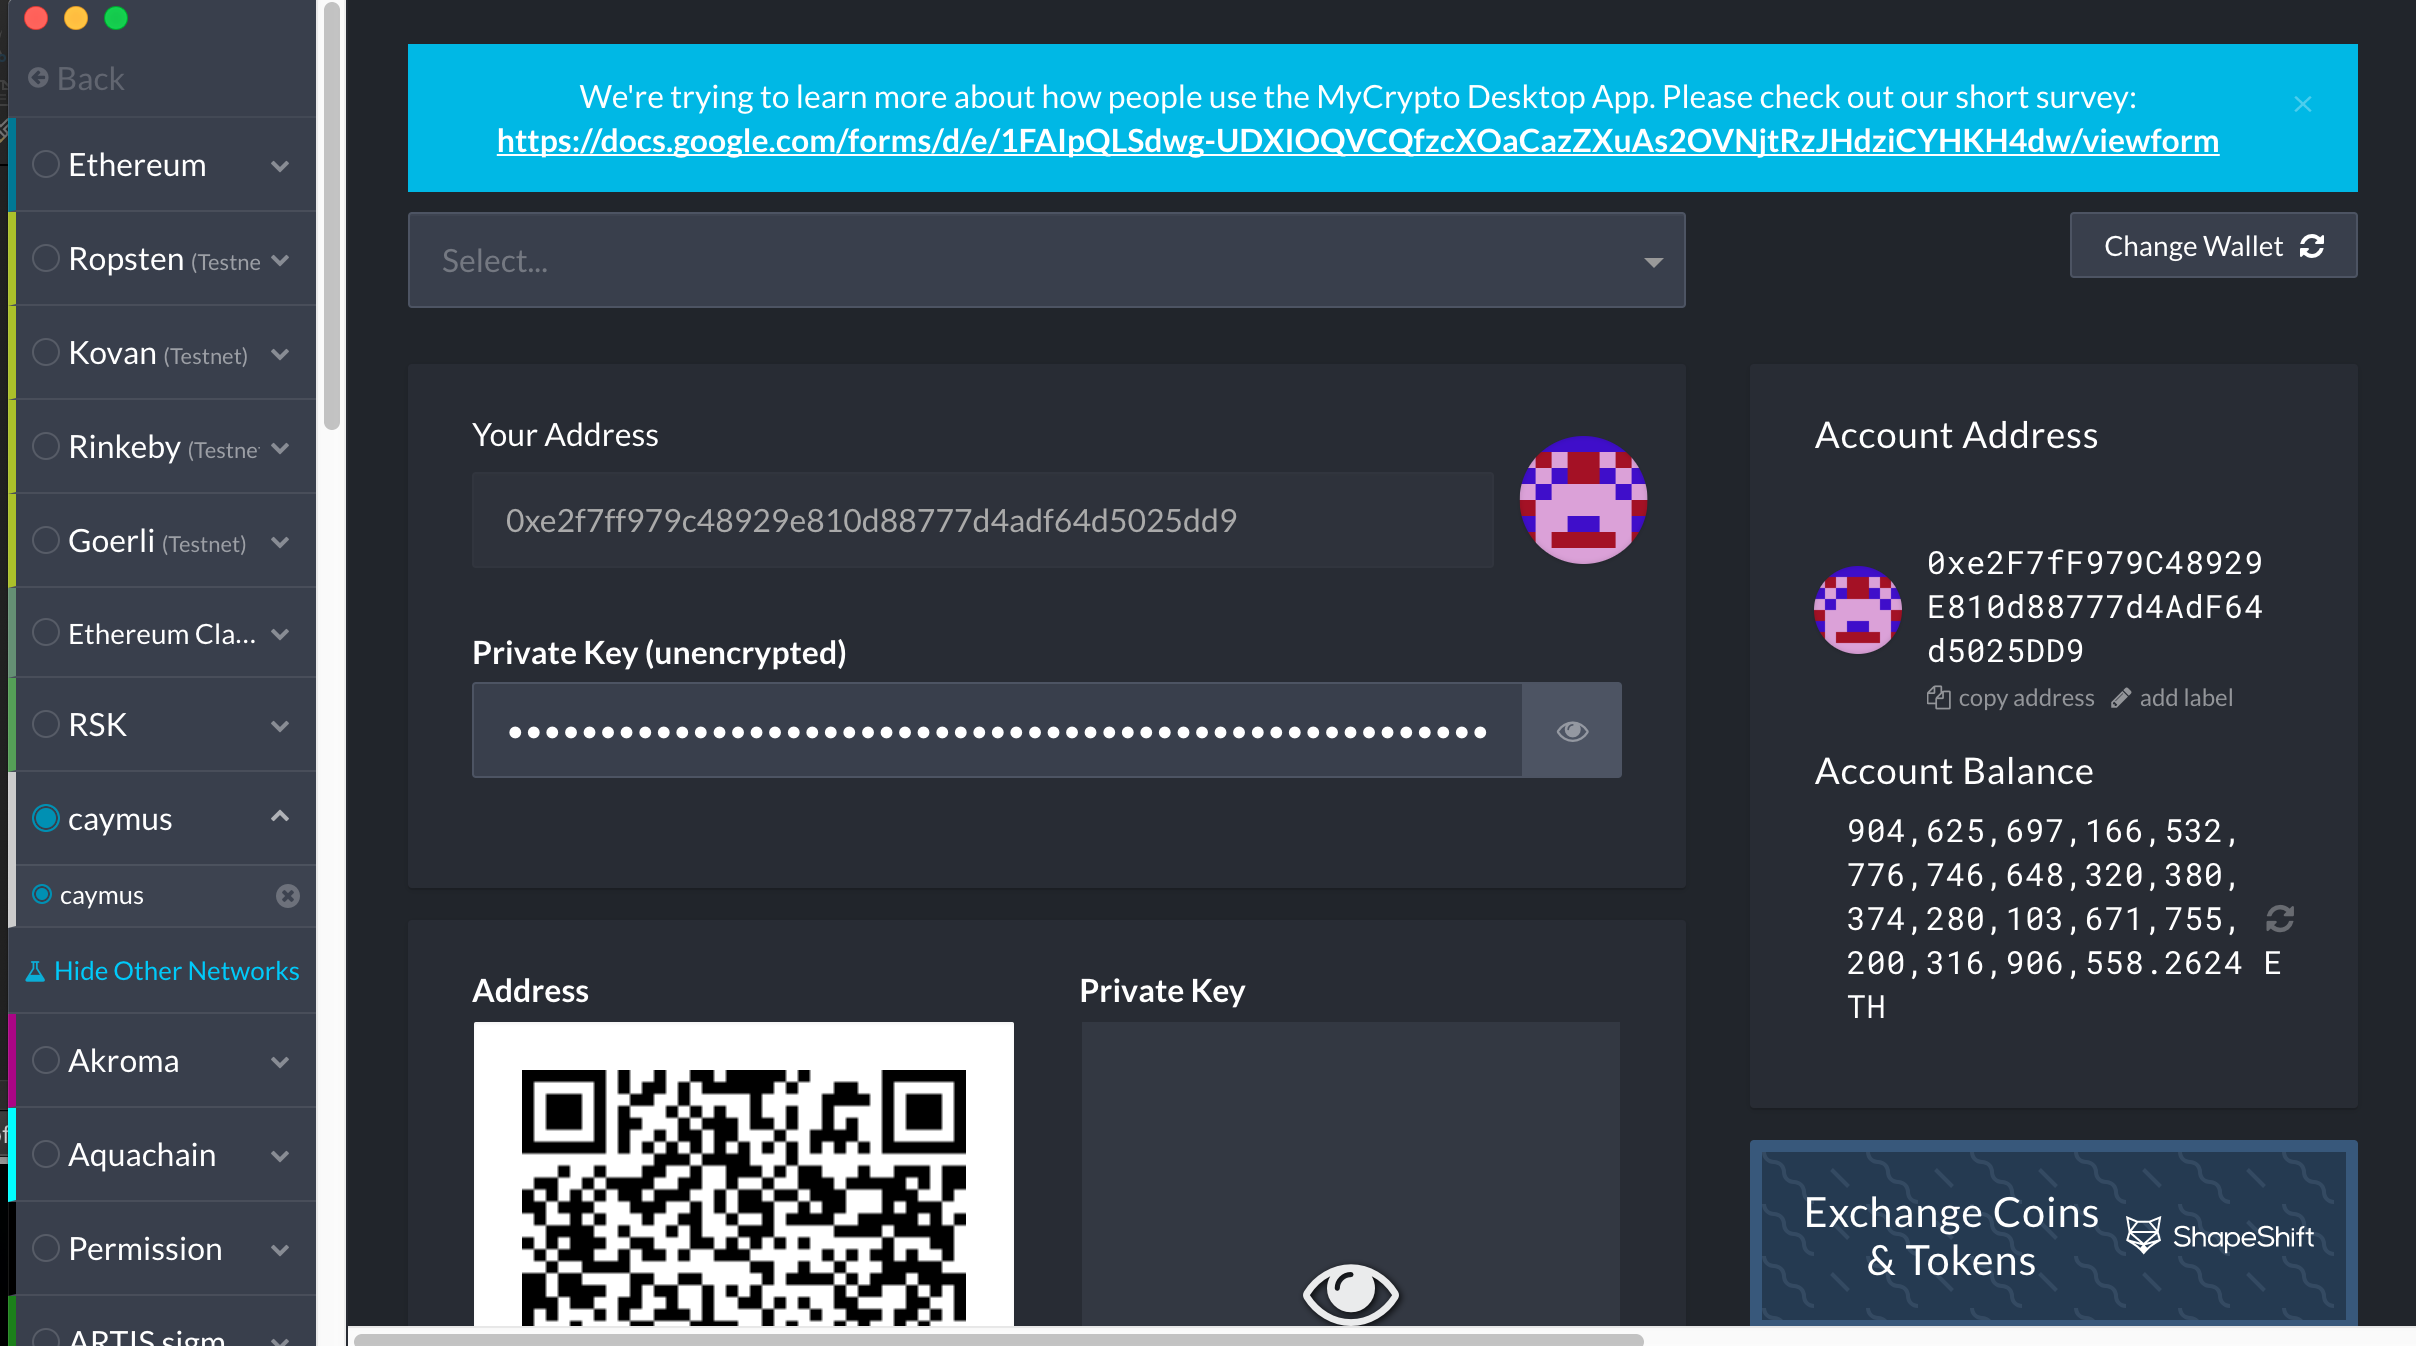 Back
Ethereum
Ropsten (Testne
Kovan (Testnet)
Rinkeby (Testne
Goerli (Testnet)
Ethereum Cla...
RSK
caymus
caymus
Hide Other Networks
Akroma
Aquachain
Permission
ARTIS sigm
We're trying to learn more about how people use the MyCrypto Desktop App. Please check out our short survey:
https://docs.google.com/forms/d/e/1FAIpQLSdwg-UDXIOQVCQfzcXOaCazZXuAs2OVNjtRzJHdziCYHKH4dw/viewform
Select...
Change Wallet
Your Address
0xe2f7ff979c48929e810d88777d4adf64d5025dd9
Private Key (unencrypted)
Address
Private Key
Account Address
0xe2F7fF979C48929
E810d88777d4AdF64
d5025DD9
copy address add label
Account Balance
904,625,697,166,532,
776,746,648,320,380,
374,280,103,671,755,
200,316,906,558.2624 E
TH
Exchange Coins
& Tokens
ShapeShift